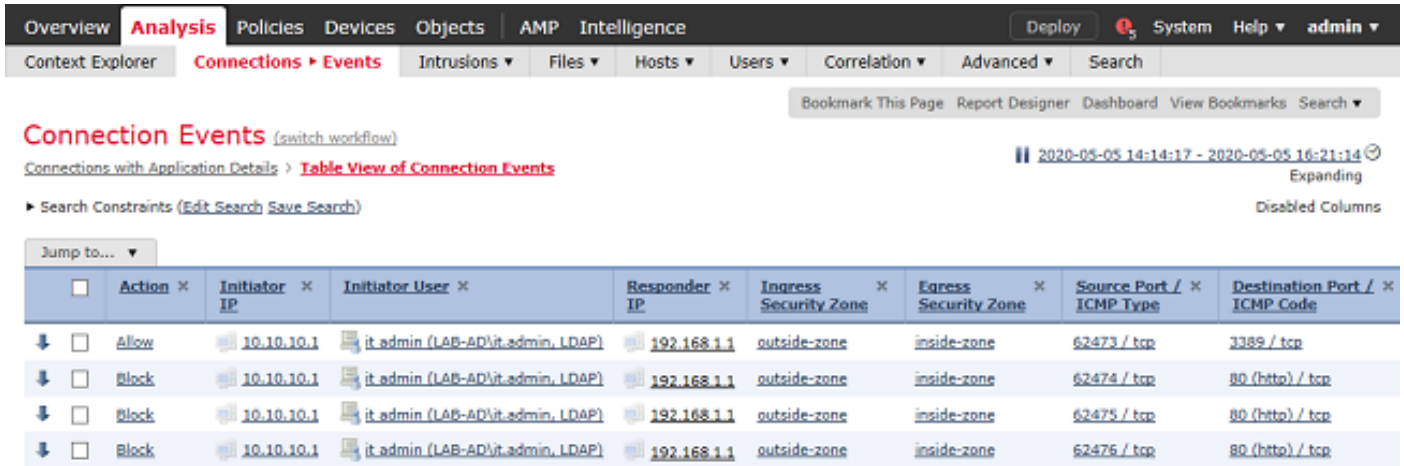 Overview Analysis Policies Devices Objects AMP Intelligence Deploy 5 System Help ▾ admin ▾
Context Explorer Connections ▸ Events Intrusions ▾ Files ▾ Hosts ▾ Users ▾ Correlation ▾ Advanced ▾ Search
Bookmark This Page Report Designer Dashboard View Bookmarks Search ▾
Connection Events (switch workflow)
2020-05-05 14:14:17 - 2020-05-05 16:21:14
Connections with Application Details > Table View of Connection Events
Expanding
▸ Search Constraints (Edit Search Save Search)
Disabled Columns
Jump to... ▾
Action × Initiator IP × Initiator User × Responder IP × Ingress Security Zone × Egress Security Zone × Source Port / ICMP Type × Destination Port / ICMP Code ×
Allow 10.10.10.1 it admin (LAB-AD\it.admin, LDAP) 192.168.1.1 outside-zone inside-zone 62473 / tcp 3389 / tcp
Block 10.10.10.1 it admin (LAB-AD\it.admin, LDAP) 192.168.1.1 outside-zone inside-zone 62474 / tcp 80 (http) / tcp
Block 10.10.10.1 it admin (LAB-AD\it.admin, LDAP) 192.168.1.1 outside-zone inside-zone 62475 / tcp 80 (http) / tcp
Block 10.10.10.1 it admin (LAB-AD\it.admin, LDAP) 192.168.1.1 outside-zone inside-zone 62476 / tcp 80 (http) / tcp